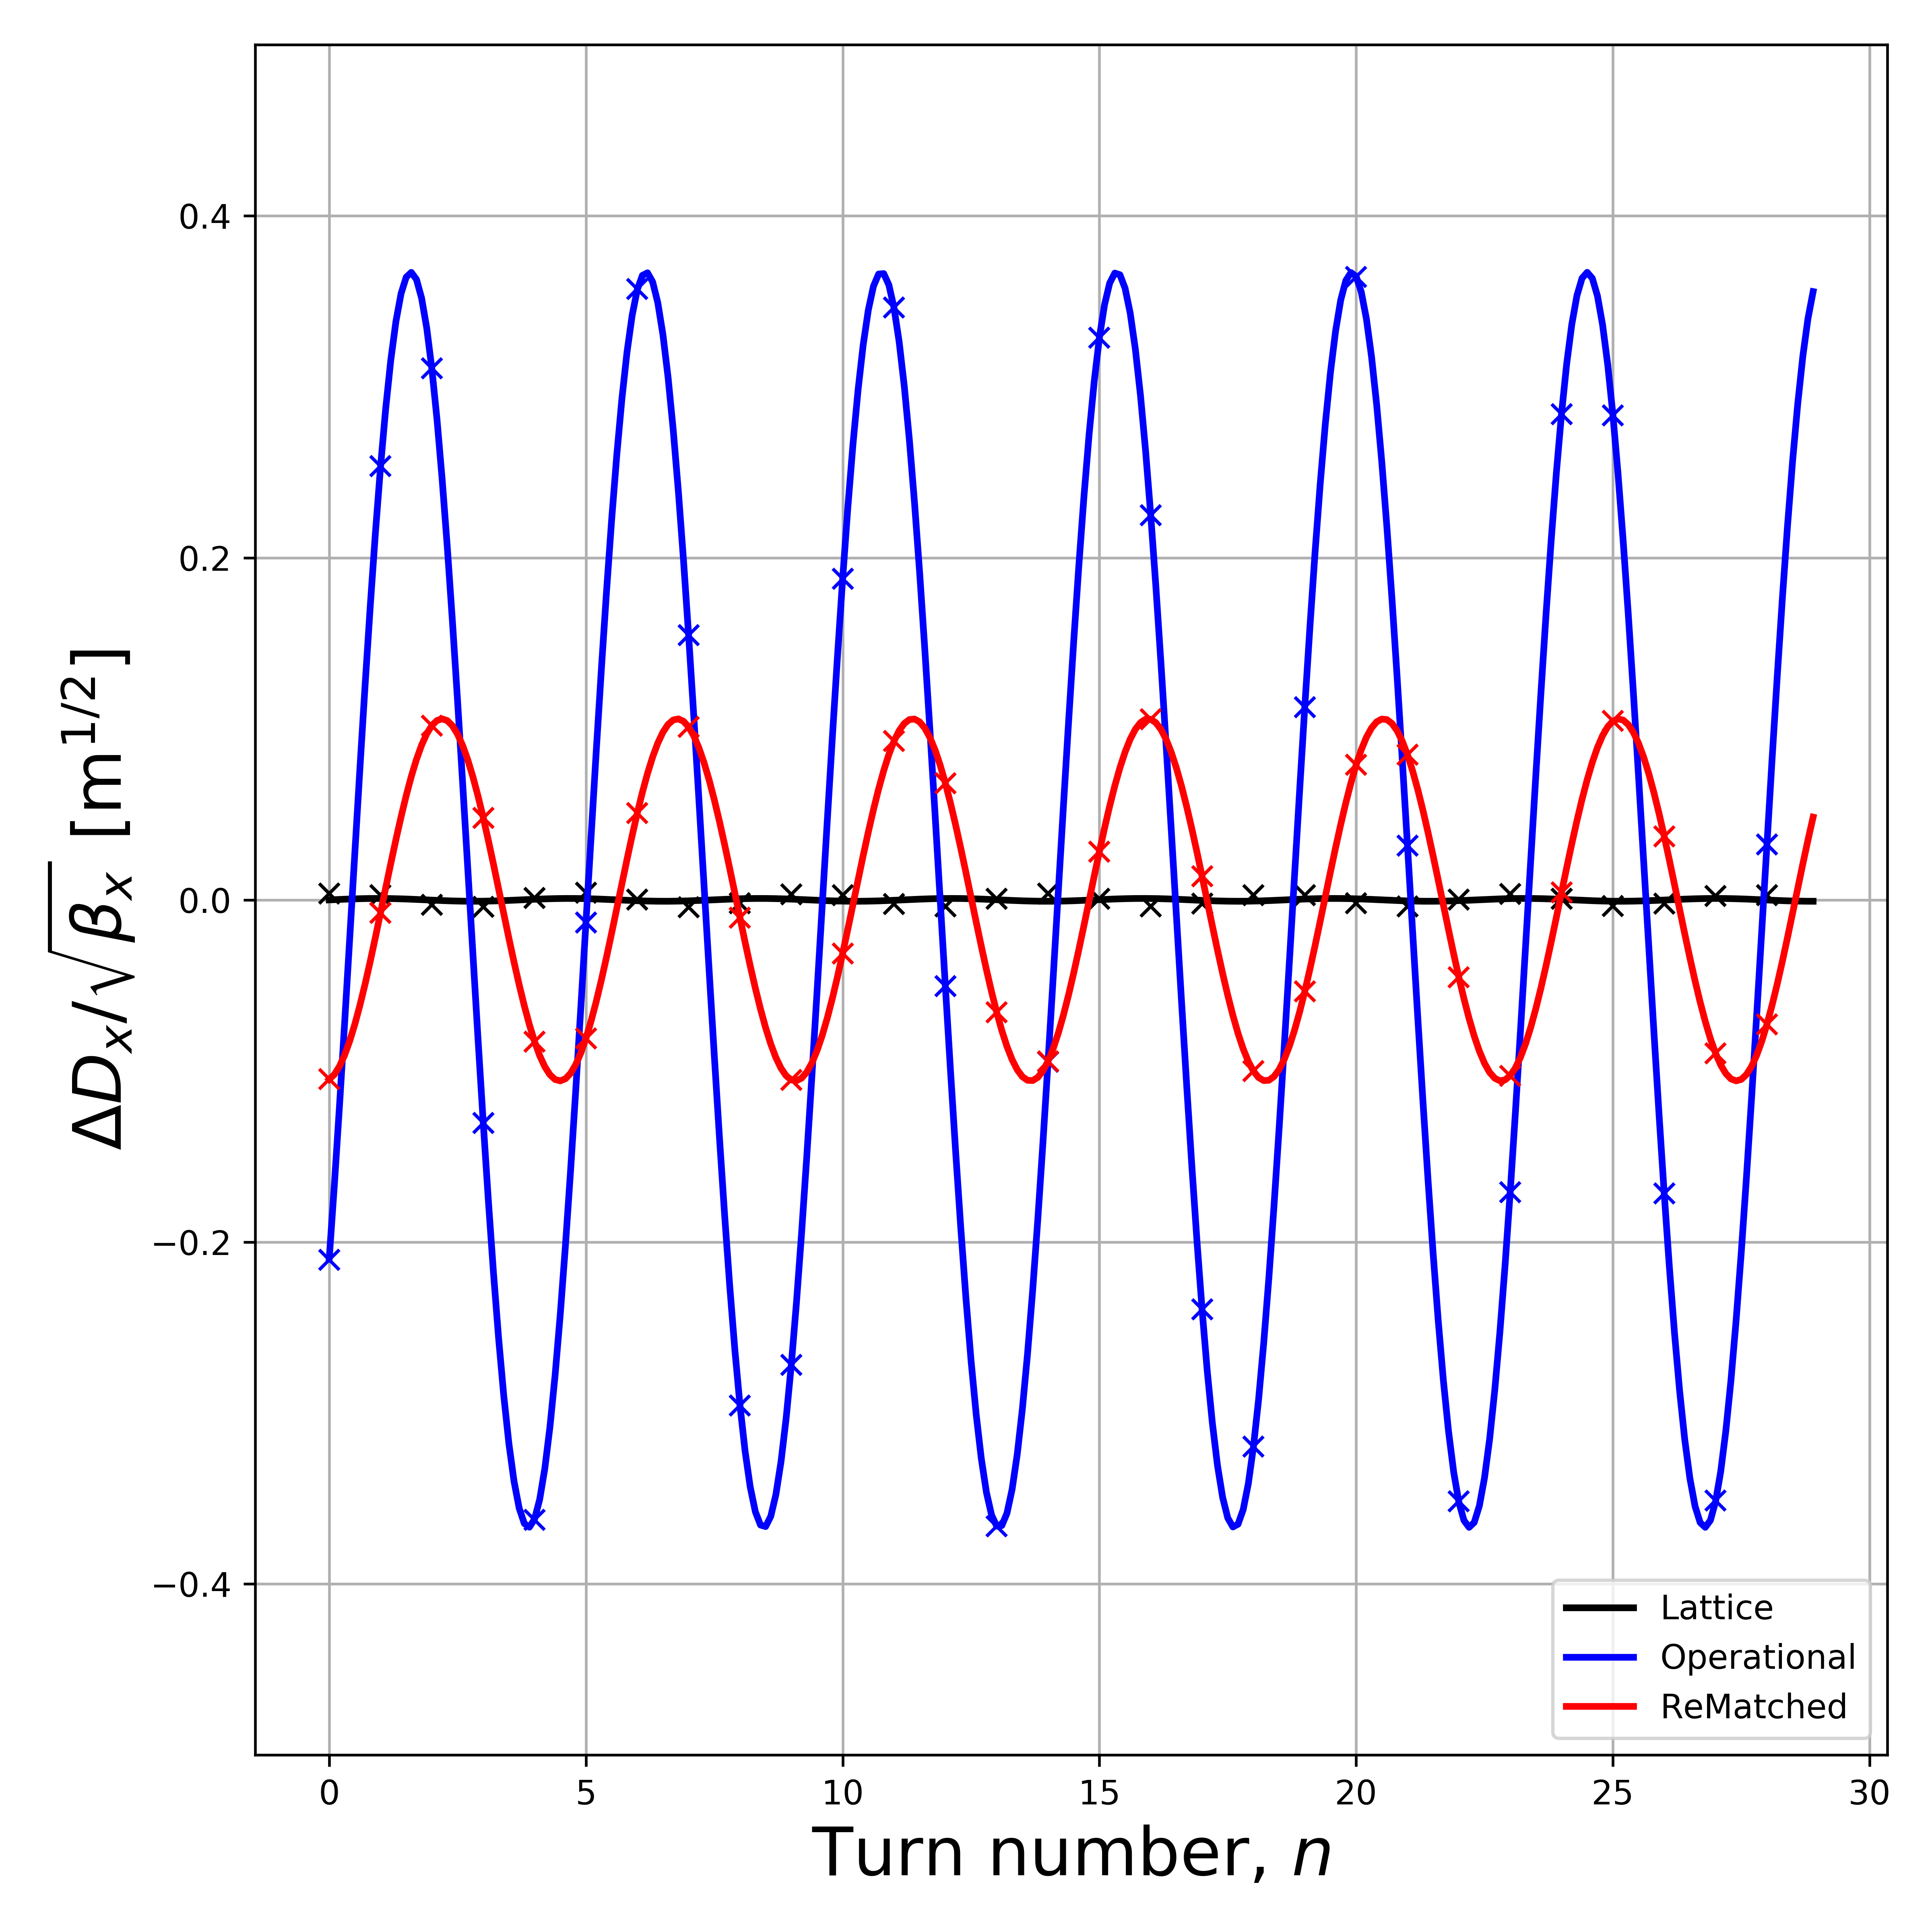 ΔDx/√βx [m1/2]
0.4
0.2
0.0
−0.2
−0.4
0 5 10 15 20 25 30
Turn number, n
Lattice
Operational
ReMatched